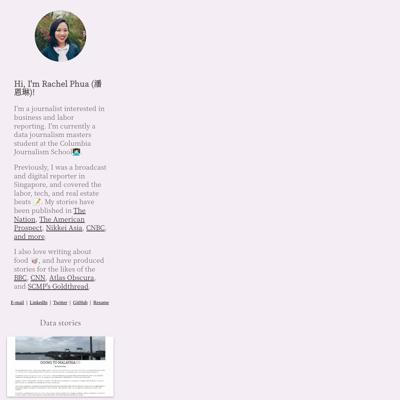 Hi, I'm Rachel Phua (潘
恩琳)!
I'm a journalist interested in
business and labor
reporting. I'm currently a
data journalism masters
student at the Columbia
Journalism School👩🏻‍💻.
Previously, I was a broadcast
and digital reporter in
Singapore, and covered the
labor, tech, and real estate
beats 📝. My stories have
been published in The
Nation, The American
Prospect, Nikkei Asia, CNBC,
and more.
I also love writing about
food 🥡, and have produced
stories for the likes of the
BBC, CNN, Atlas Obscura,
and SCMP's Goldthread.
E-mail | LinkedIn | Twitter | GitHub | Resume
Data stories
GOING TO MALAYSIA